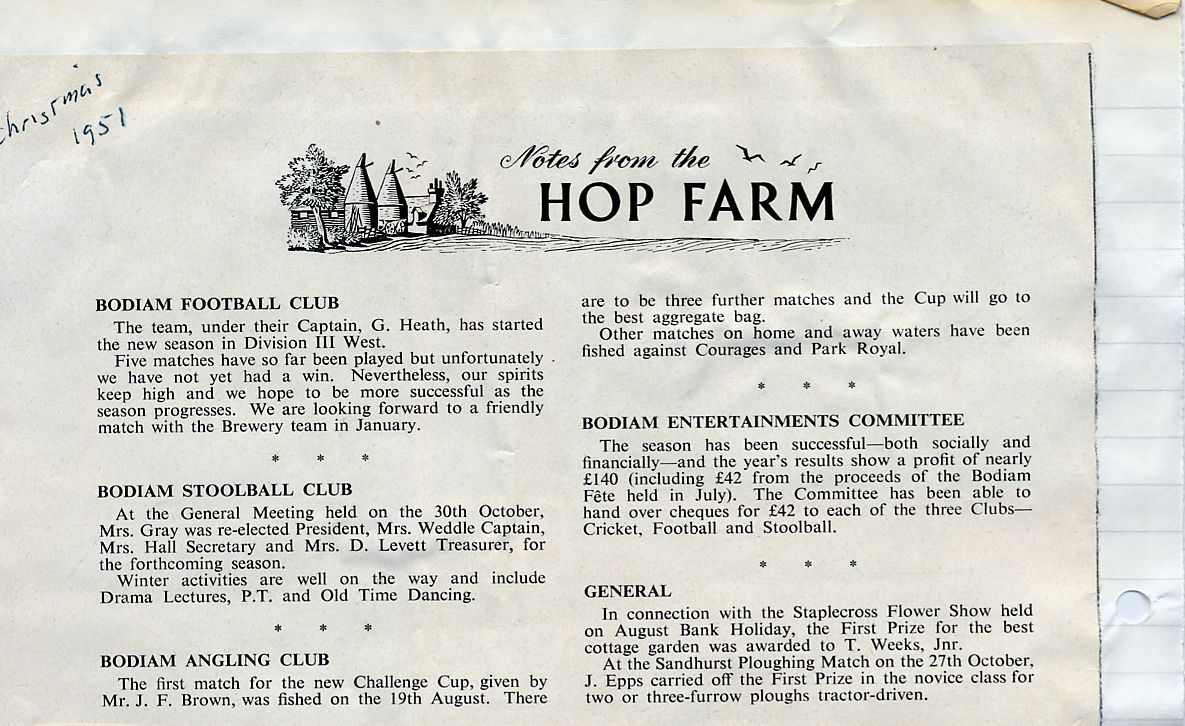 Christmas
1951
Notes from the
HOP FARM
BODIAM FOOTBALL CLUB
The team, under their Captain, G. Heath, has started
the new season in Division III West.
Five matches have so far been played but unfortunately
we have not yet had a win. Nevertheless, our spirits
keep high and we hope to be more successful as the
season progresses. We are looking forward to a friendly
match with the Brewery team in January.
* * *
BODIAM STOOLBALL CLUB
At the General Meeting held on the 30th October,
Mrs. Gray was re-elected President, Mrs. Weddle Captain,
Mrs. Hall Secretary and Mrs. D. Levett Treasurer, for
the forthcoming season.
Winter activities are well on the way and include
Drama Lectures, P.T. and Old Time Dancing.
* * *
BODIAM ANGLING CLUB
The first match for the new Challenge Cup, given by
Mr. J. F. Brown, was fished on the 19th August. There
are to be three further matches and the Cup will go to
the best aggregate bag.
Other matches on home and away waters have been
fished against Courages and Park Royal.
* * *
BODIAM ENTERTAINMENTS COMMITTEE
The season has been successful—both socially and
financially—and the year's results show a profit of nearly
£140 (including £42 from the proceeds of the Bodiam
Fête held in July). The Committee has been able to
hand over cheques for £42 to each of the three Clubs—
Cricket, Football and Stoolball.
* * *
GENERAL
In connection with the Staplecross Flower Show held
on August Bank Holiday, the First Prize for the best
cottage garden was awarded to T. Weeks, Jnr.
At the Sandhurst Ploughing Match on the 27th October,
J. Epps carried off the First Prize in the novice class for
two or three-furrow ploughs tractor-driven.